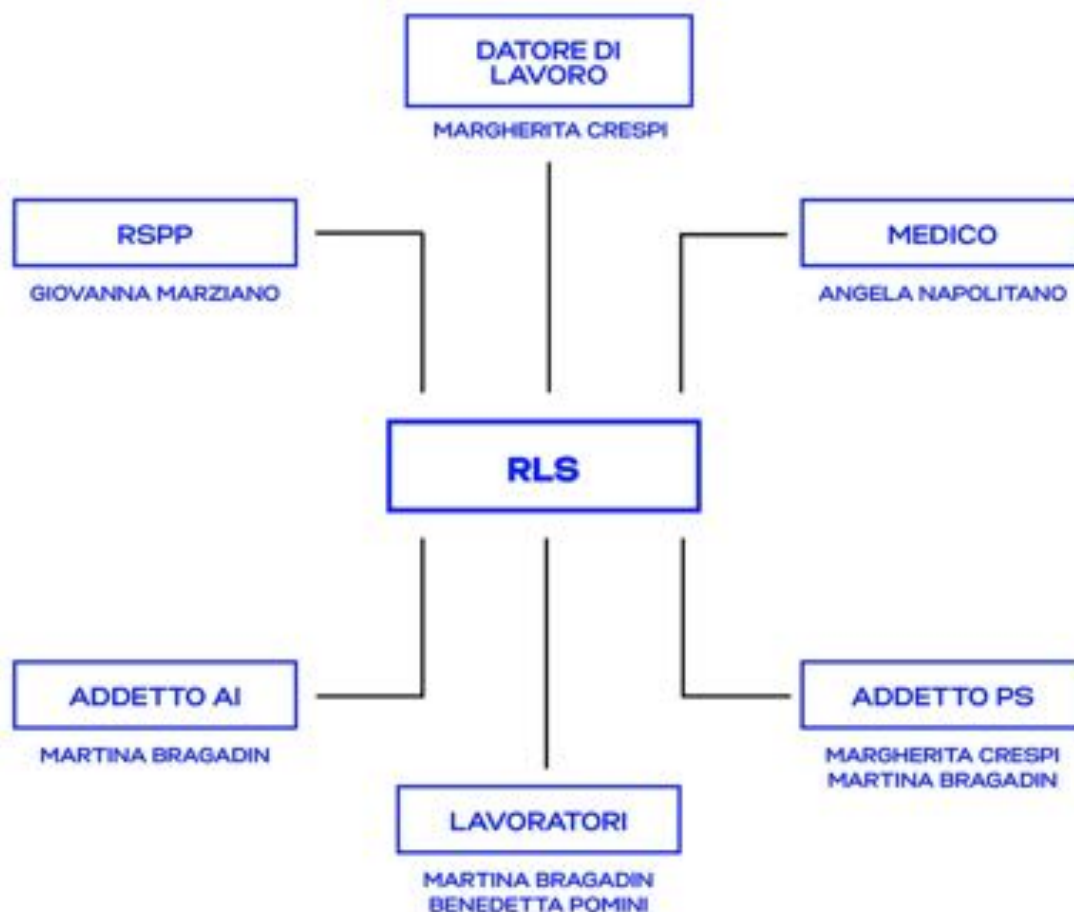 DATORE DI
LAVORO
MARGHERITA CRESPI
RSPP
GIOVANNA MARZIANO
MEDICO
ANGELA NAPOLITANO
RLS
ADDETTO AI
MARTINA BRAGADIN
ADDETTO PS
MARGHERITA CRESPI
MARTINA BRAGADIN
LAVORATORI
MARTINA BRAGADIN
BENEDETTA POMINI